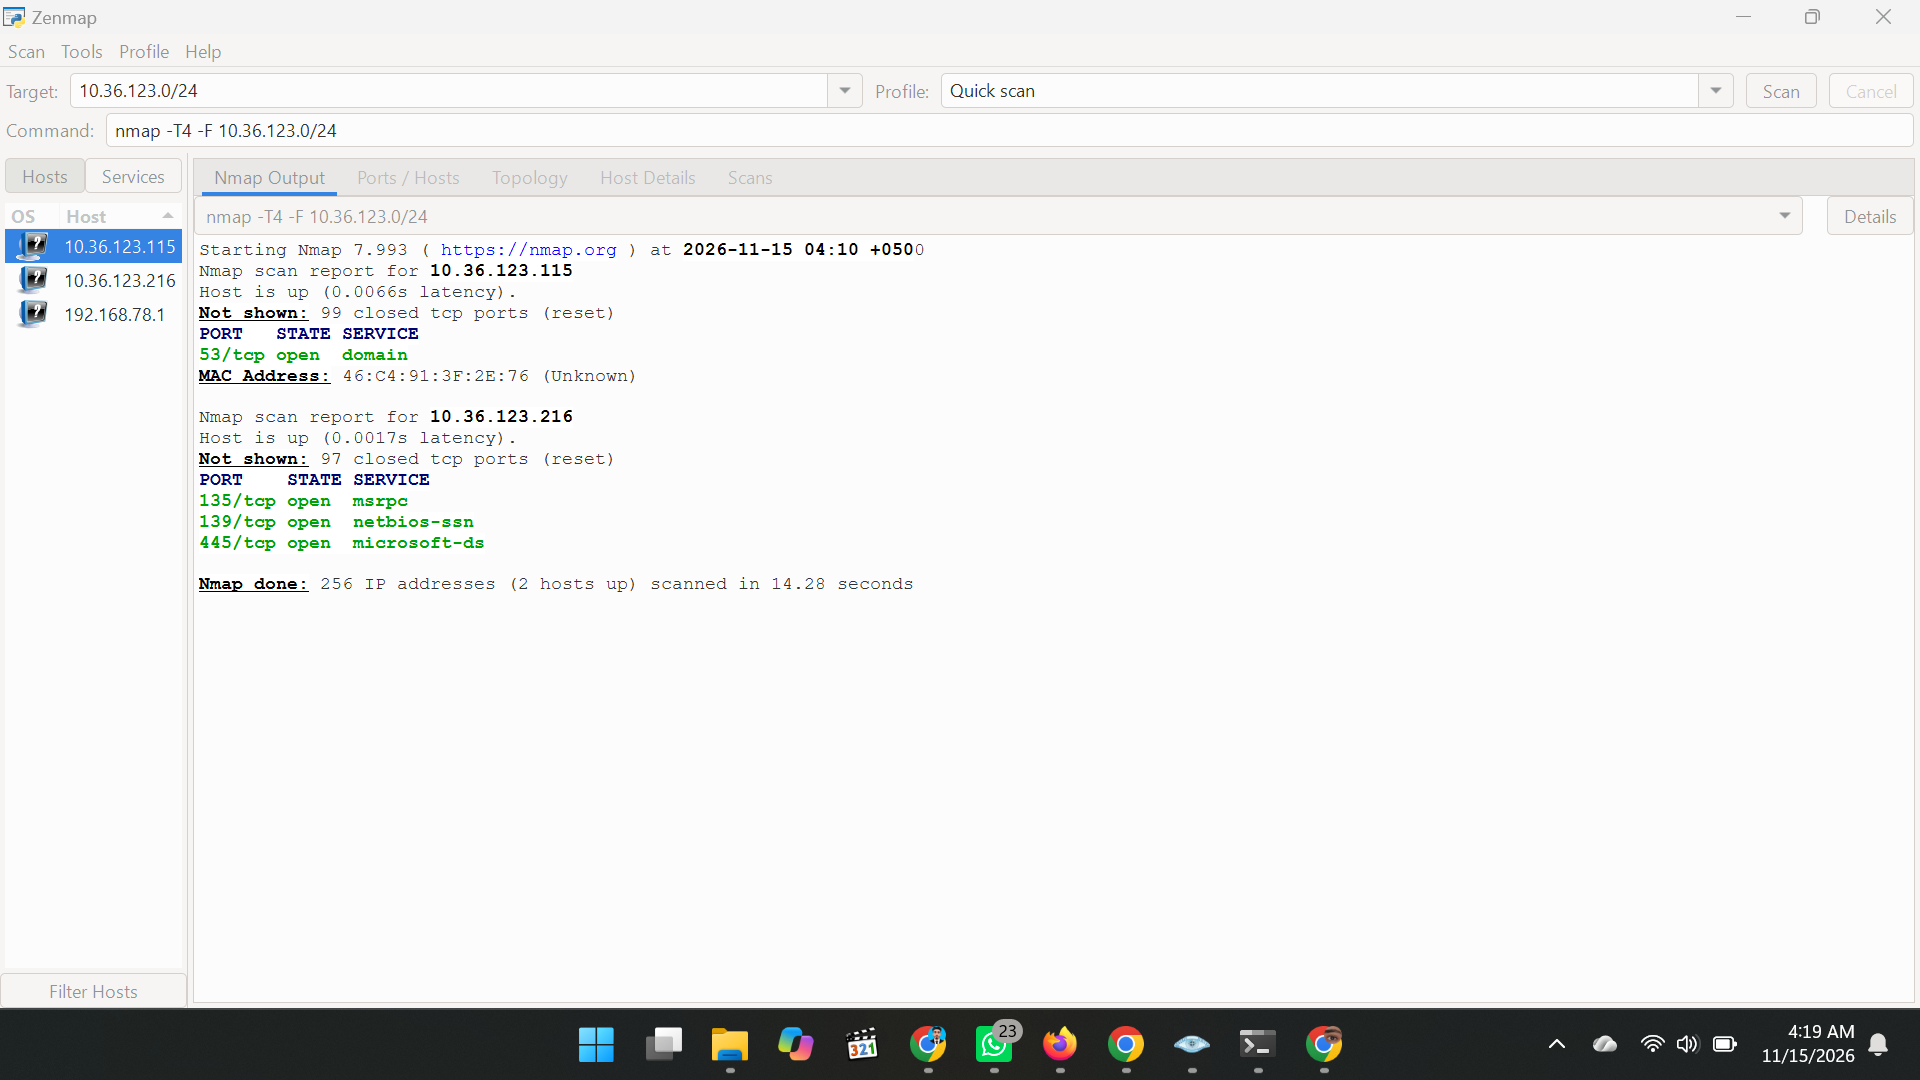 Zenmap
Scan Tools Profile Help
Target: 10.36.123.0/24 Profile: Quick scan Scan Cancel
Command: nmap -T4 -F 10.36.123.0/24
Hosts Services
OS Host
10.36.123.115
10.36.123.216
192.168.78.1
Filter Hosts
Nmap Output Ports / Hosts Topology Host Details Scans
nmap -T4 -F 10.36.123.0/24 Details
Starting Nmap 7.993 ( https://nmap.org ) at 2026-11-15 04:10 +0500
Nmap scan report for 10.36.123.115
Host is up (0.0066s latency).
Not shown: 99 closed tcp ports (reset)
PORT STATE SERVICE
53/tcp open domain
MAC Address: 46:C4:91:3F:2E:76 (Unknown)
Nmap scan report for 10.36.123.216
Host is up (0.0017s latency).
Not shown: 97 closed tcp ports (reset)
PORT STATE SERVICE
135/tcp open msrpc
139/tcp open netbios-ssn
445/tcp open microsoft-ds
Nmap done: 256 IP addresses (2 hosts up) scanned in 14.28 seconds
321
23
4:19 AM
11/15/2026